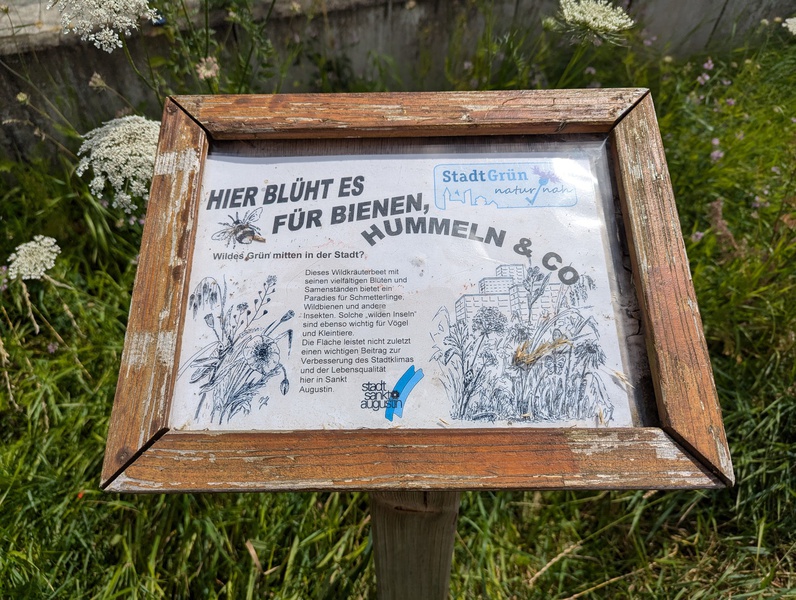 HIER BLÜHT ES
FÜR BIENEN,
HUMMELN & CO
StadtGrün
naturnah
Wildes Grün mitten in der Stadt?
Dieses Wildkräuterbeet mit
seinen vielfältigen Blüten und
Samenständen bietet ein
Paradies für Schmetterlinge,
Wildbienen und andere
Insekten. Solche „wilden Inseln“
sind ebenso wichtig für Vögel
und Kleintiere.
Die Fläche leistet nicht zuletzt
einen wichtigen Beitrag zur
Verbesserung des Stadtklimas
und der Lebensqualität
hier in Sankt
Augustin.
stadt
sankt
augustin